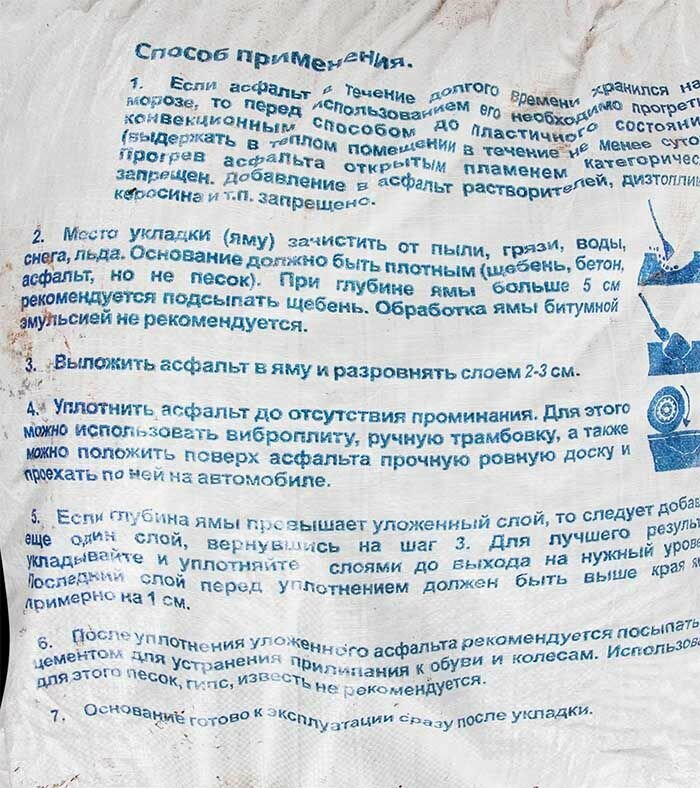 Способ применения.
1. Если асфальт в течение долгого времени хранился на
морозе, то перед использованием его необходимо прогрет
конвекционным способом до пластичного состояни
(выдержать в теплом помещении в течение не менее суто
Прогрев асфальта открытым пламенем категорическ
запрещен. Добавление в асфальт растворителей, дизтоплив
керосина и т.п. запрещено.
2. Место укладки (яму) зачистить от пыли, грязи, воды,
снега, льда. Основание должно быть плотным (щебень, бетон,
асфальт, но не песок). При глубине ямы больше 5 см
рекомендуется подсыпать щебень. Обработка ямы битумной
эмульсией не рекомендуется.
3. Выложить асфальт в яму и разровнять слоем 2-3 см.
4. Уплотнить асфальт до отсутствия проминания. Для этого
можно использовать виброплиту, ручную трамбовку, а также
можно положить поверх асфальта прочную ровную доску и
проехать по ней на автомобиле.
5. Если глубина ямы превышает уложенный слой, то следует добав
еще один слой, вернувшись на шаг 3. Для лучшего результ
укладывайте и уплотняйте слоями до выхода на нужный урове
Последний слой перед уплотнением должен быть выше края я
примерно на 1 см.
6. После уплотнения уложенного асфальта рекомендуется посыпать
цементом для устранения прилипания к обуви и колесам. Использова
для этого песок, гипс, известь не рекомендуется.
7. Основание готово к эксплуатации сразу после укладки.